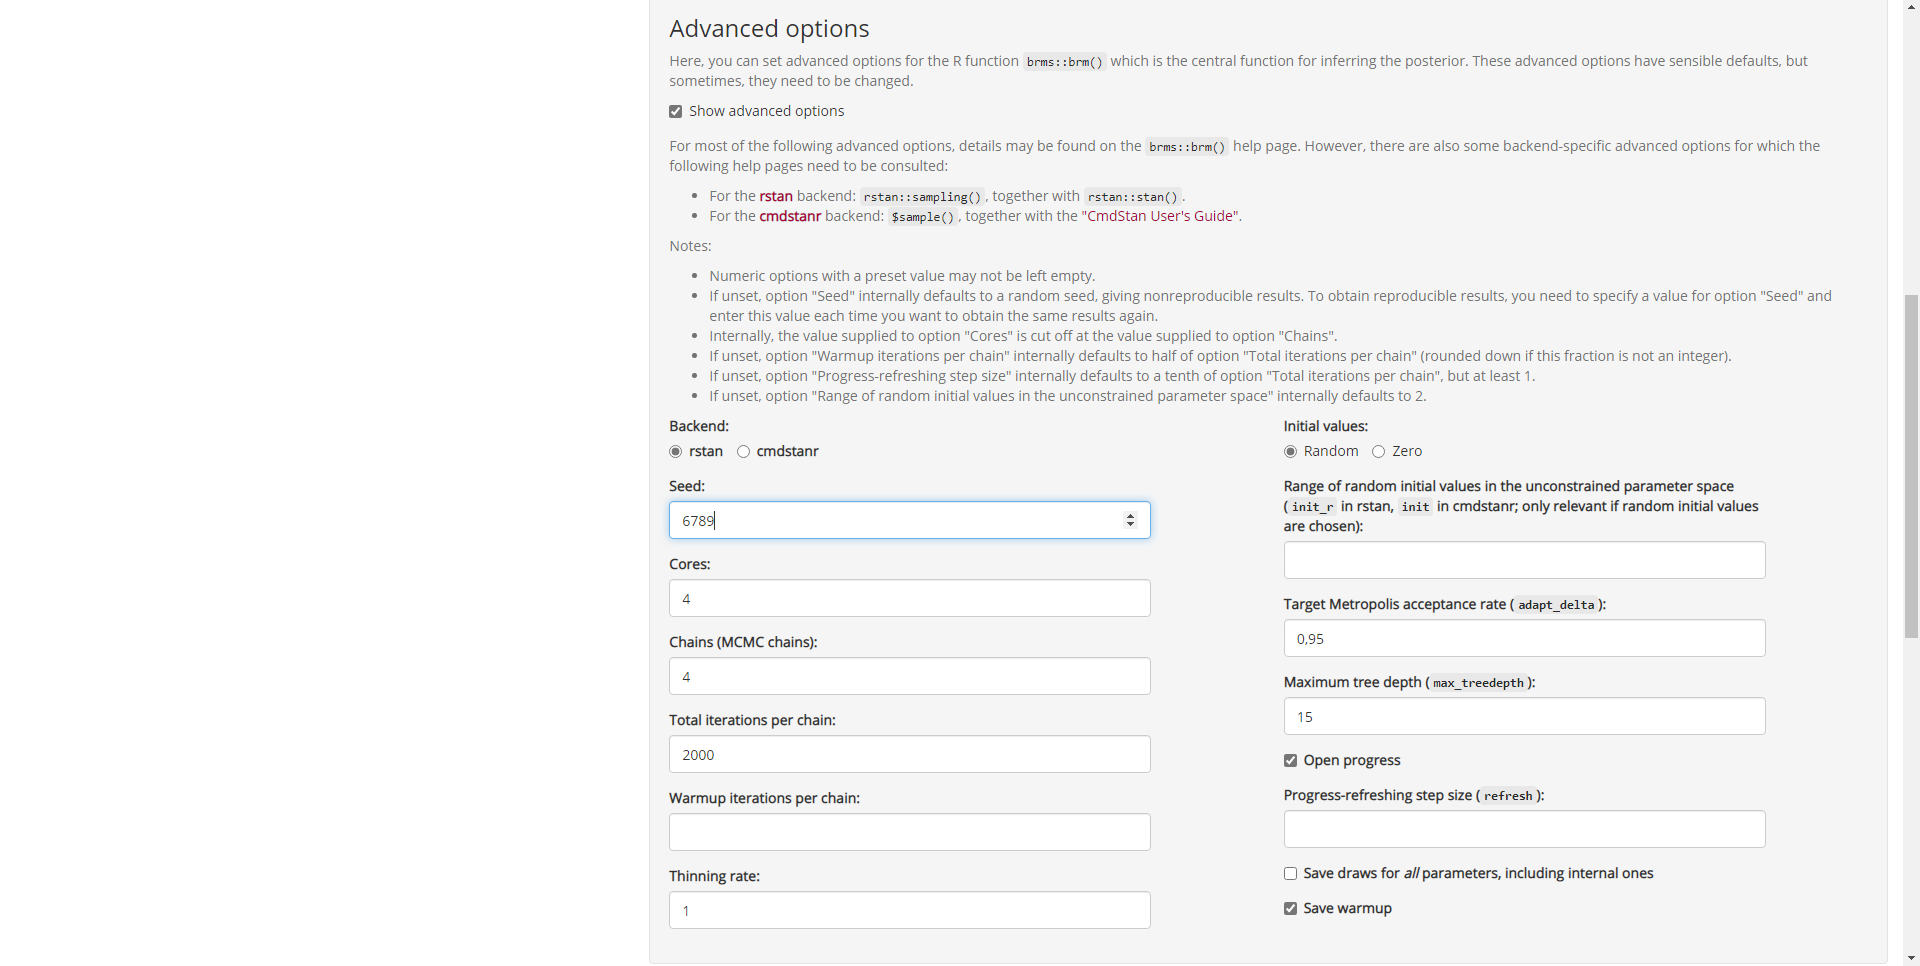 Advanced options
Here, you can set advanced options for the R function brms::brm() which is the central function for inferring the posterior. These advanced options have sensible defaults, but
sometimes, they need to be changed.
Show advanced options
For most of the following advanced options, details may be found on the brms::brm() help page. However, there are also some backend-specific advanced options for which the
following help pages need to be consulted:
• For the rstan backend: rstan::sampling(), together with rstan::stan().
• For the cmdstanr backend: $sample(), together with the "CmdStan User's Guide".
Notes:
• Numeric options with a preset value may not be left empty.
• If unset, option "Seed" internally defaults to a random seed, giving nonreproducible results. To obtain reproducible results, you need to specify a value for option "Seed" and
enter this value each time you want to obtain the same results again.
• Internally, the value supplied to option "Cores" is cut off at the value supplied to option "Chains".
• If unset, option "Warmup iterations per chain" internally defaults to half of option "Total iterations per chain" (rounded down if this fraction is not an integer).
• If unset, option "Progress-refreshing step size" internally defaults to a tenth of option "Total iterations per chain", but at least 1.
• If unset, option "Range of random initial values in the unconstrained parameter space" internally defaults to 2.
Backend:
rstan cmdstanr
Seed:
6789
Cores:
4
Chains (MCMC chains):
4
Total iterations per chain:
2000
Warmup iterations per chain:
Thinning rate:
1
Initial values:
Random Zero
Range of random initial values in the unconstrained parameter space
( init_r in rstan, init in cmdstanr; only relevant if random initial values
are chosen):
Target Metropolis acceptance rate ( adapt_delta ):
0,95
Maximum tree depth ( max_treedepth ):
15
Open progress
Progress-refreshing step size ( refresh ):
Save draws for all parameters, including internal ones
Save warmup